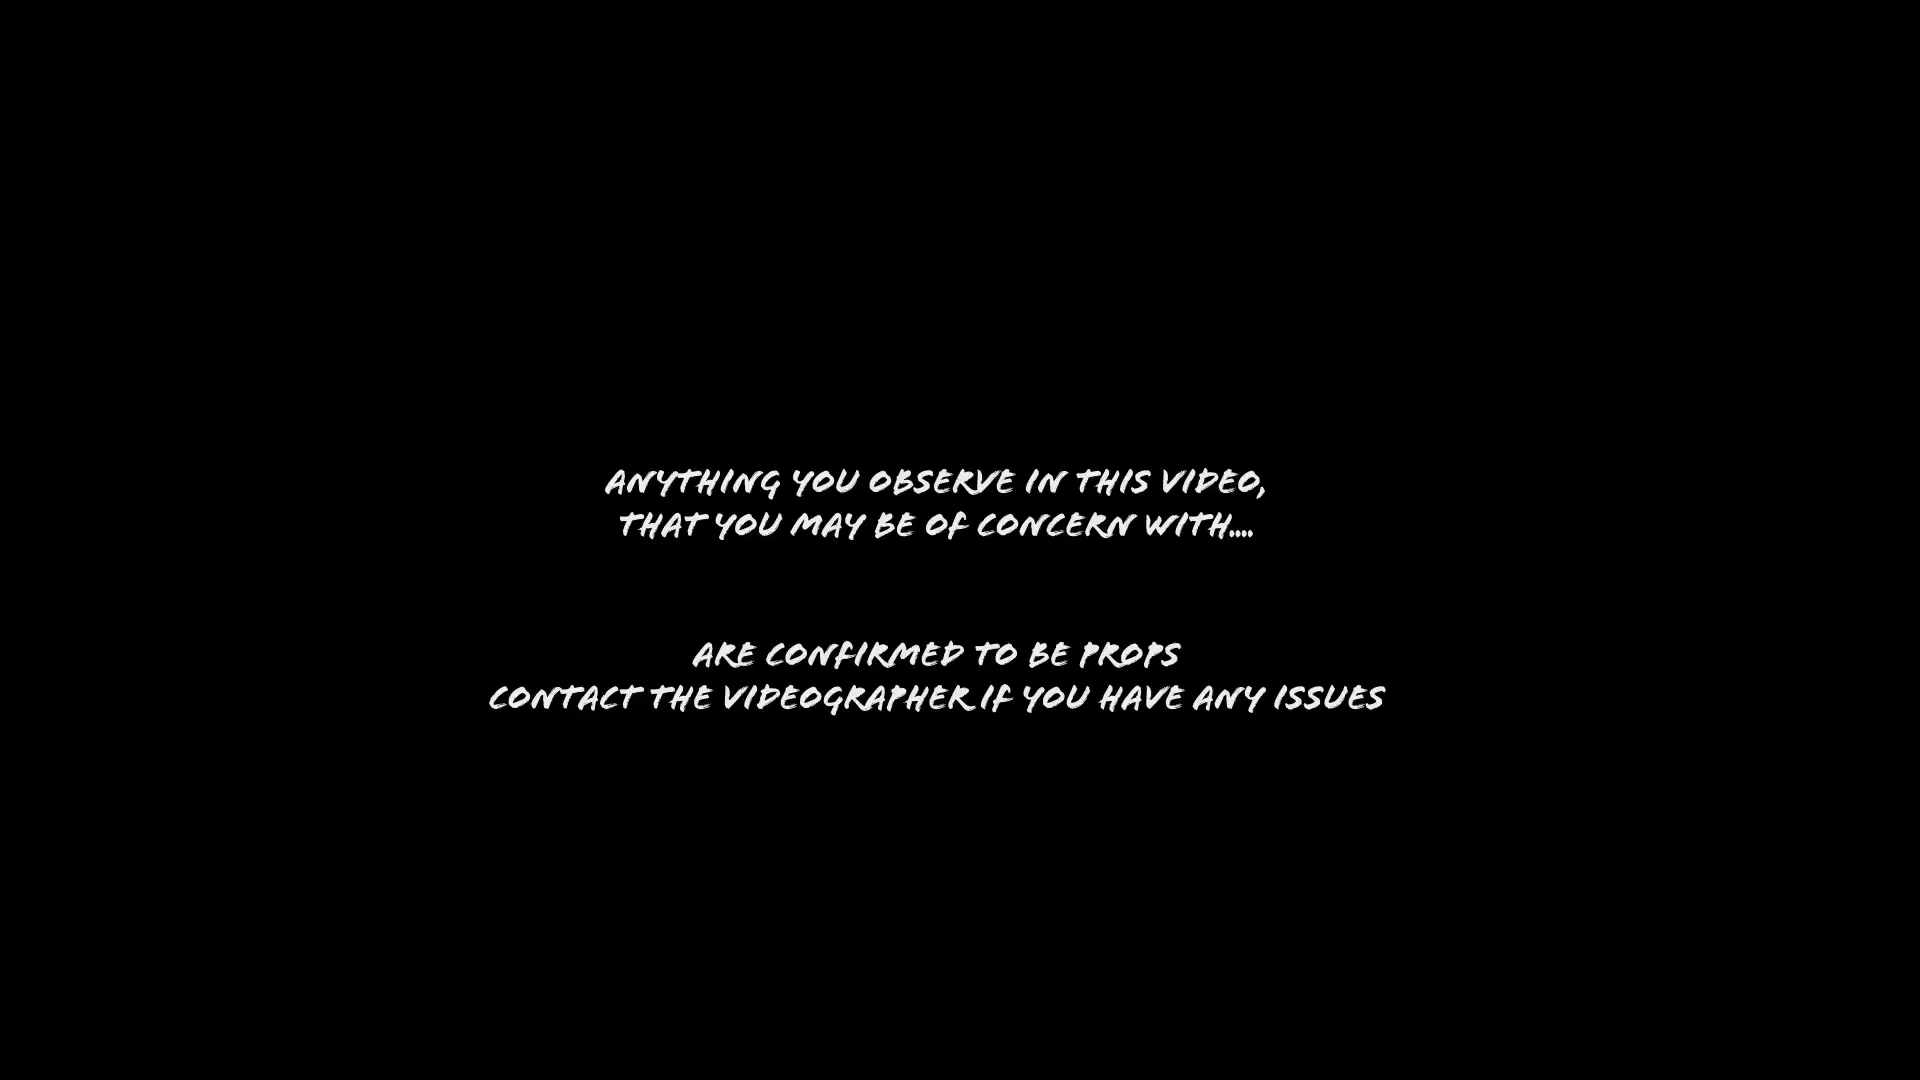 ANYTHING YOU OBSERVE IN THIS VIDEO,
THAT YOU MAY BE OF CONCERN WITH....
ARE CONFIRMED TO BE PROPS
CONTACT THE VIDEOGRAPHER IF YOU HAVE ANY ISSUES